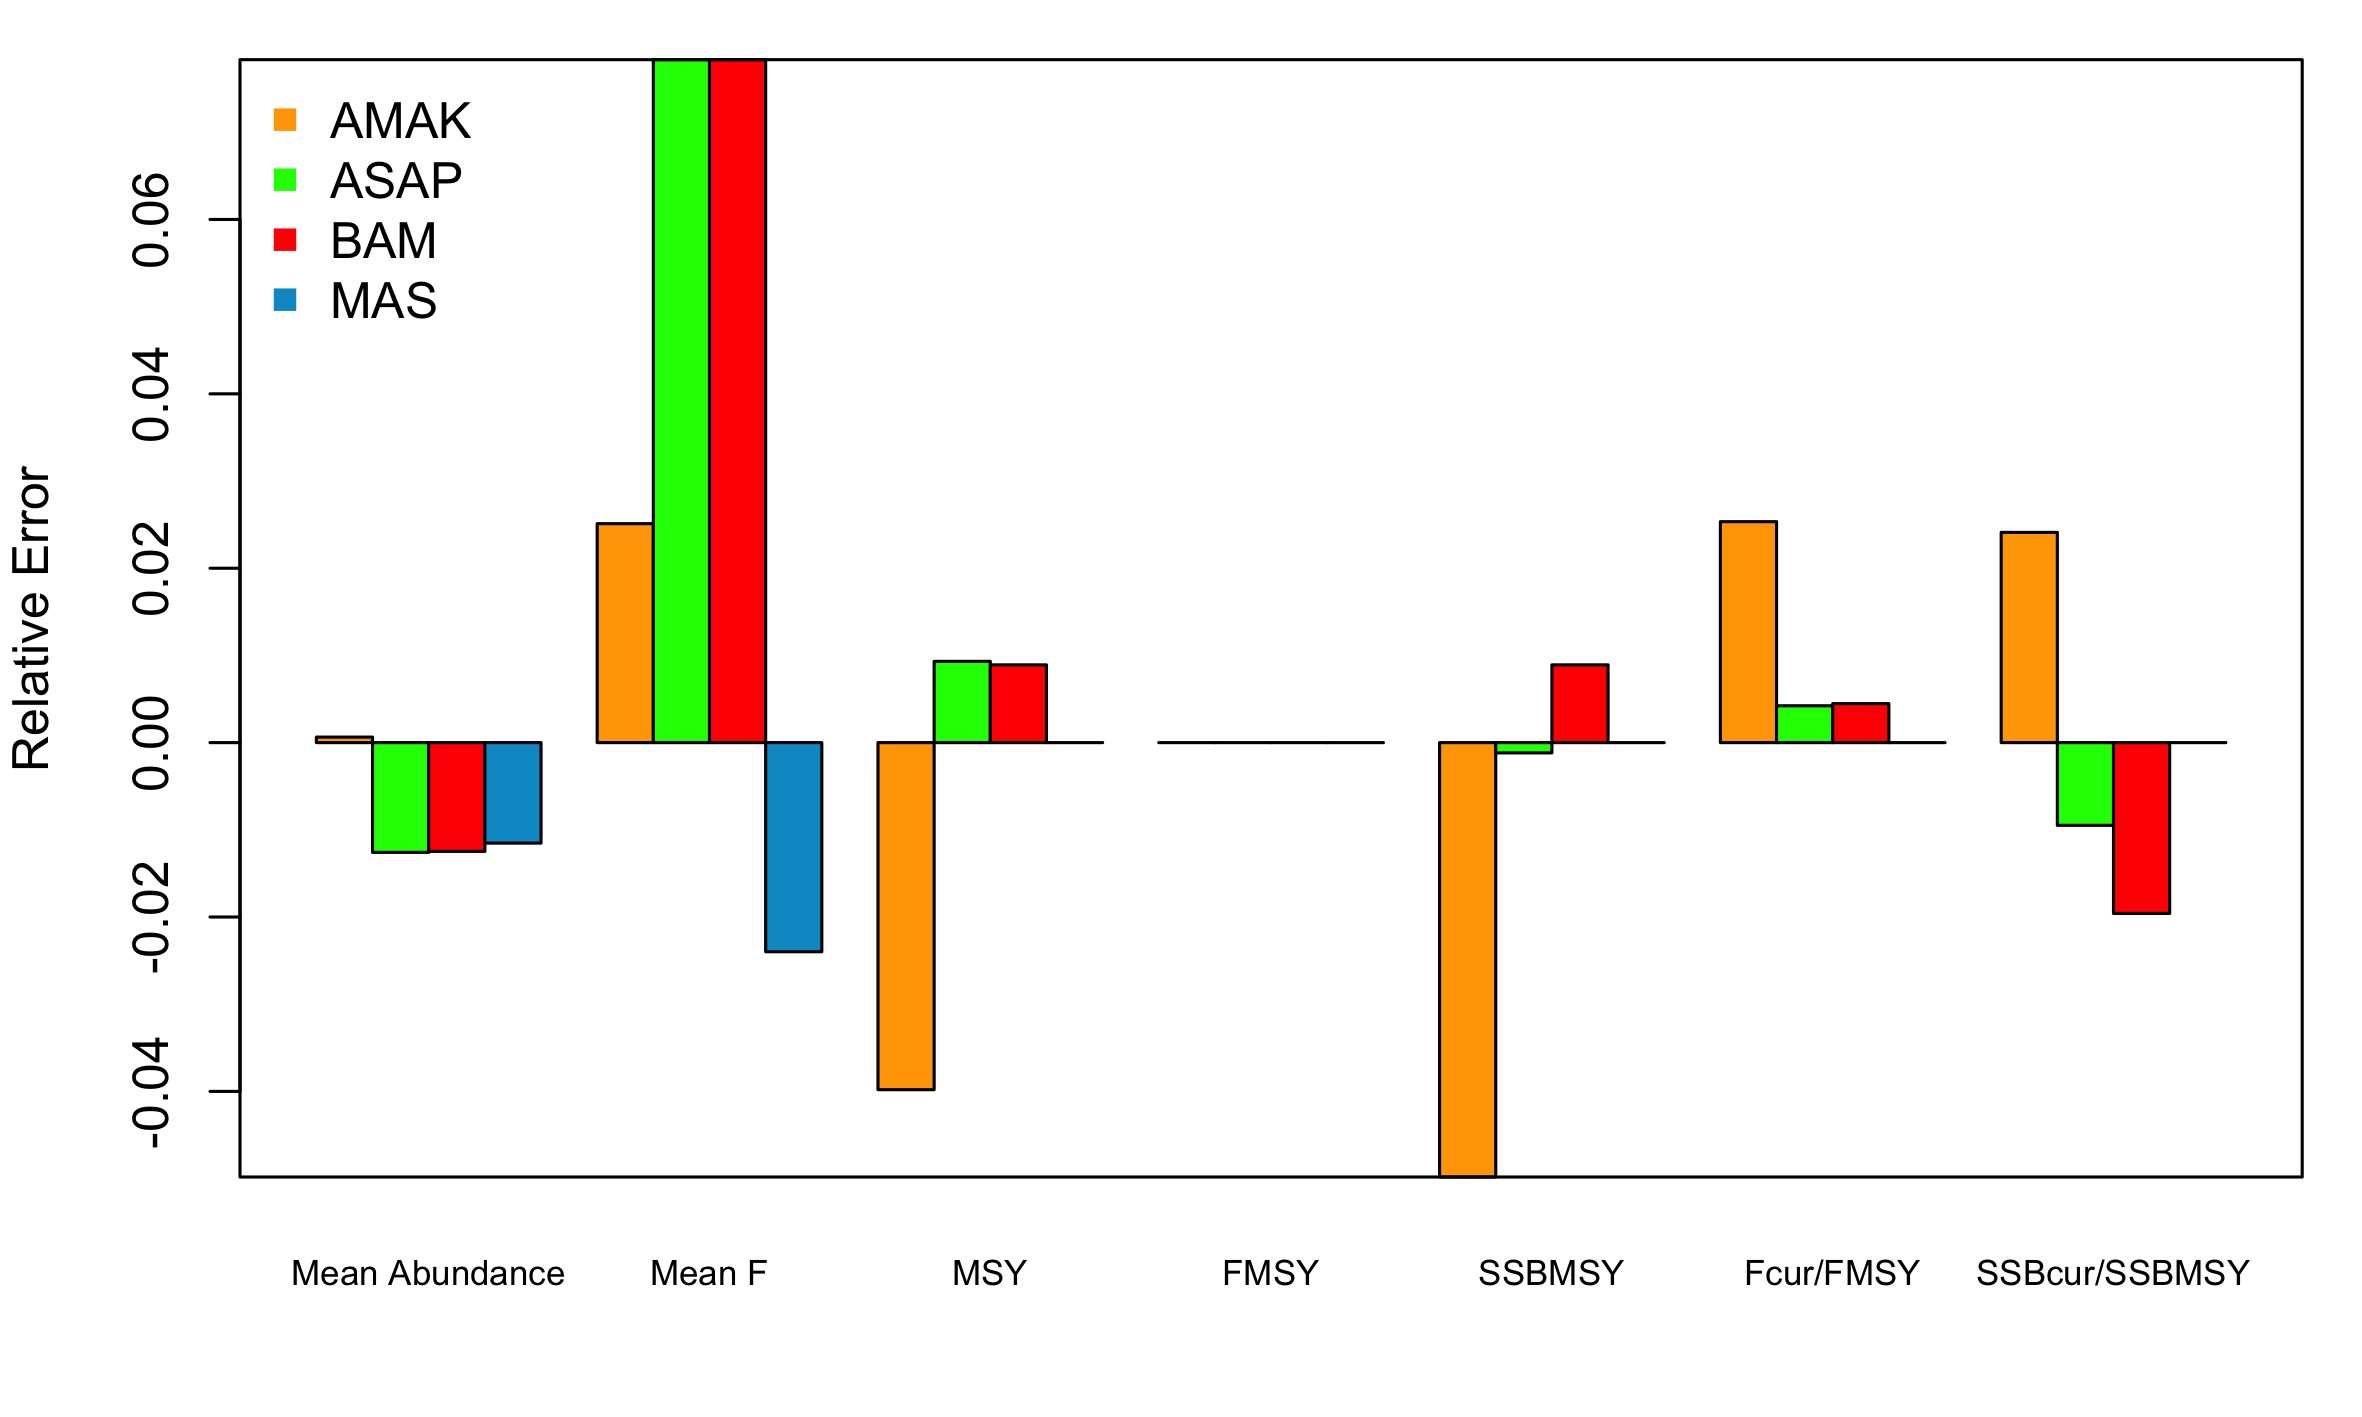 AMAK
ASAP
BAM
MAS
Relative Error
0.06
0.04
0.02
0.00
-0.02
-0.04
Mean Abundance Mean F MSY FMSY SSBMSY Fcur/FMSY SSBcur/SSBMSY